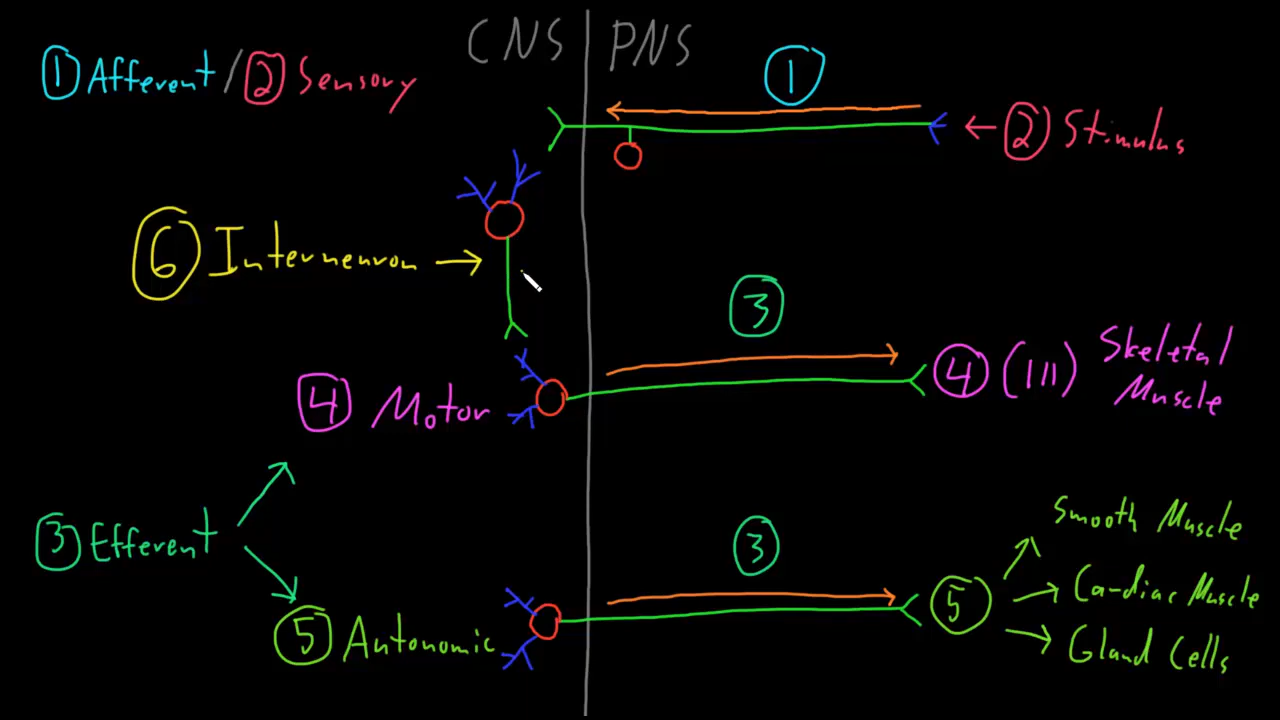 CNS PNS
① Afferent / ② Sensory
①
← ② Stimulus
⑥ Interneuron →
③
④ Motor
④ (111) Skeletal
Muscle
③ Efferent
③
⑤ Autonomic
⑤
Smooth Muscle
Cardiac Muscle
Gland Cells